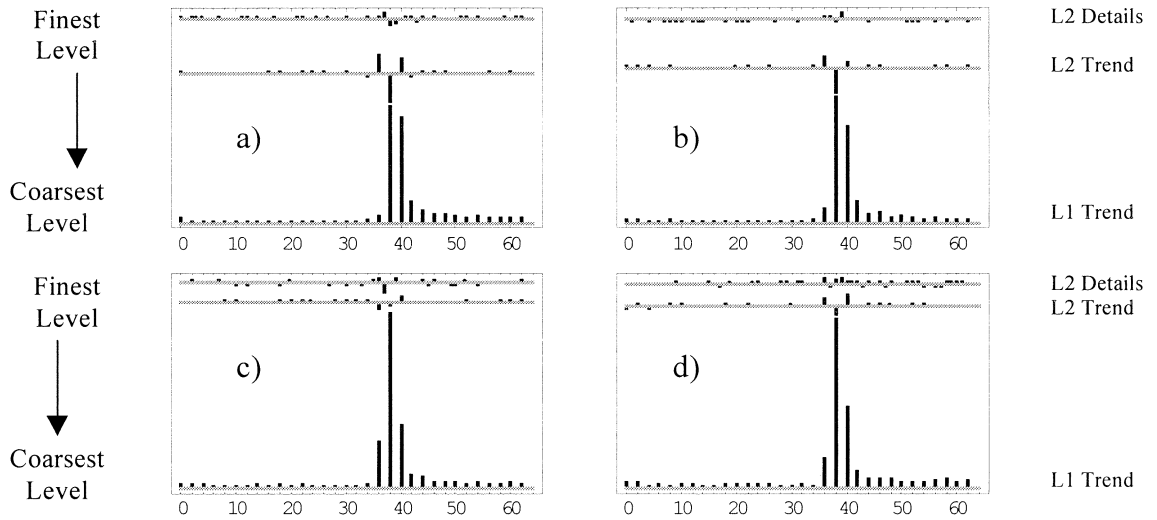 Finest
Level
Coarsest
Level
a)
b)
L2 Details
L2 Trend
L1 Trend
0 10 20 30 40 50 60
0 10 20 30 40 50 60
Finest
Level
Coarsest
Level
c)
d)
L2 Details
L2 Trend
L1 Trend
0 10 20 30 40 50 60
0 10 20 30 40 50 60